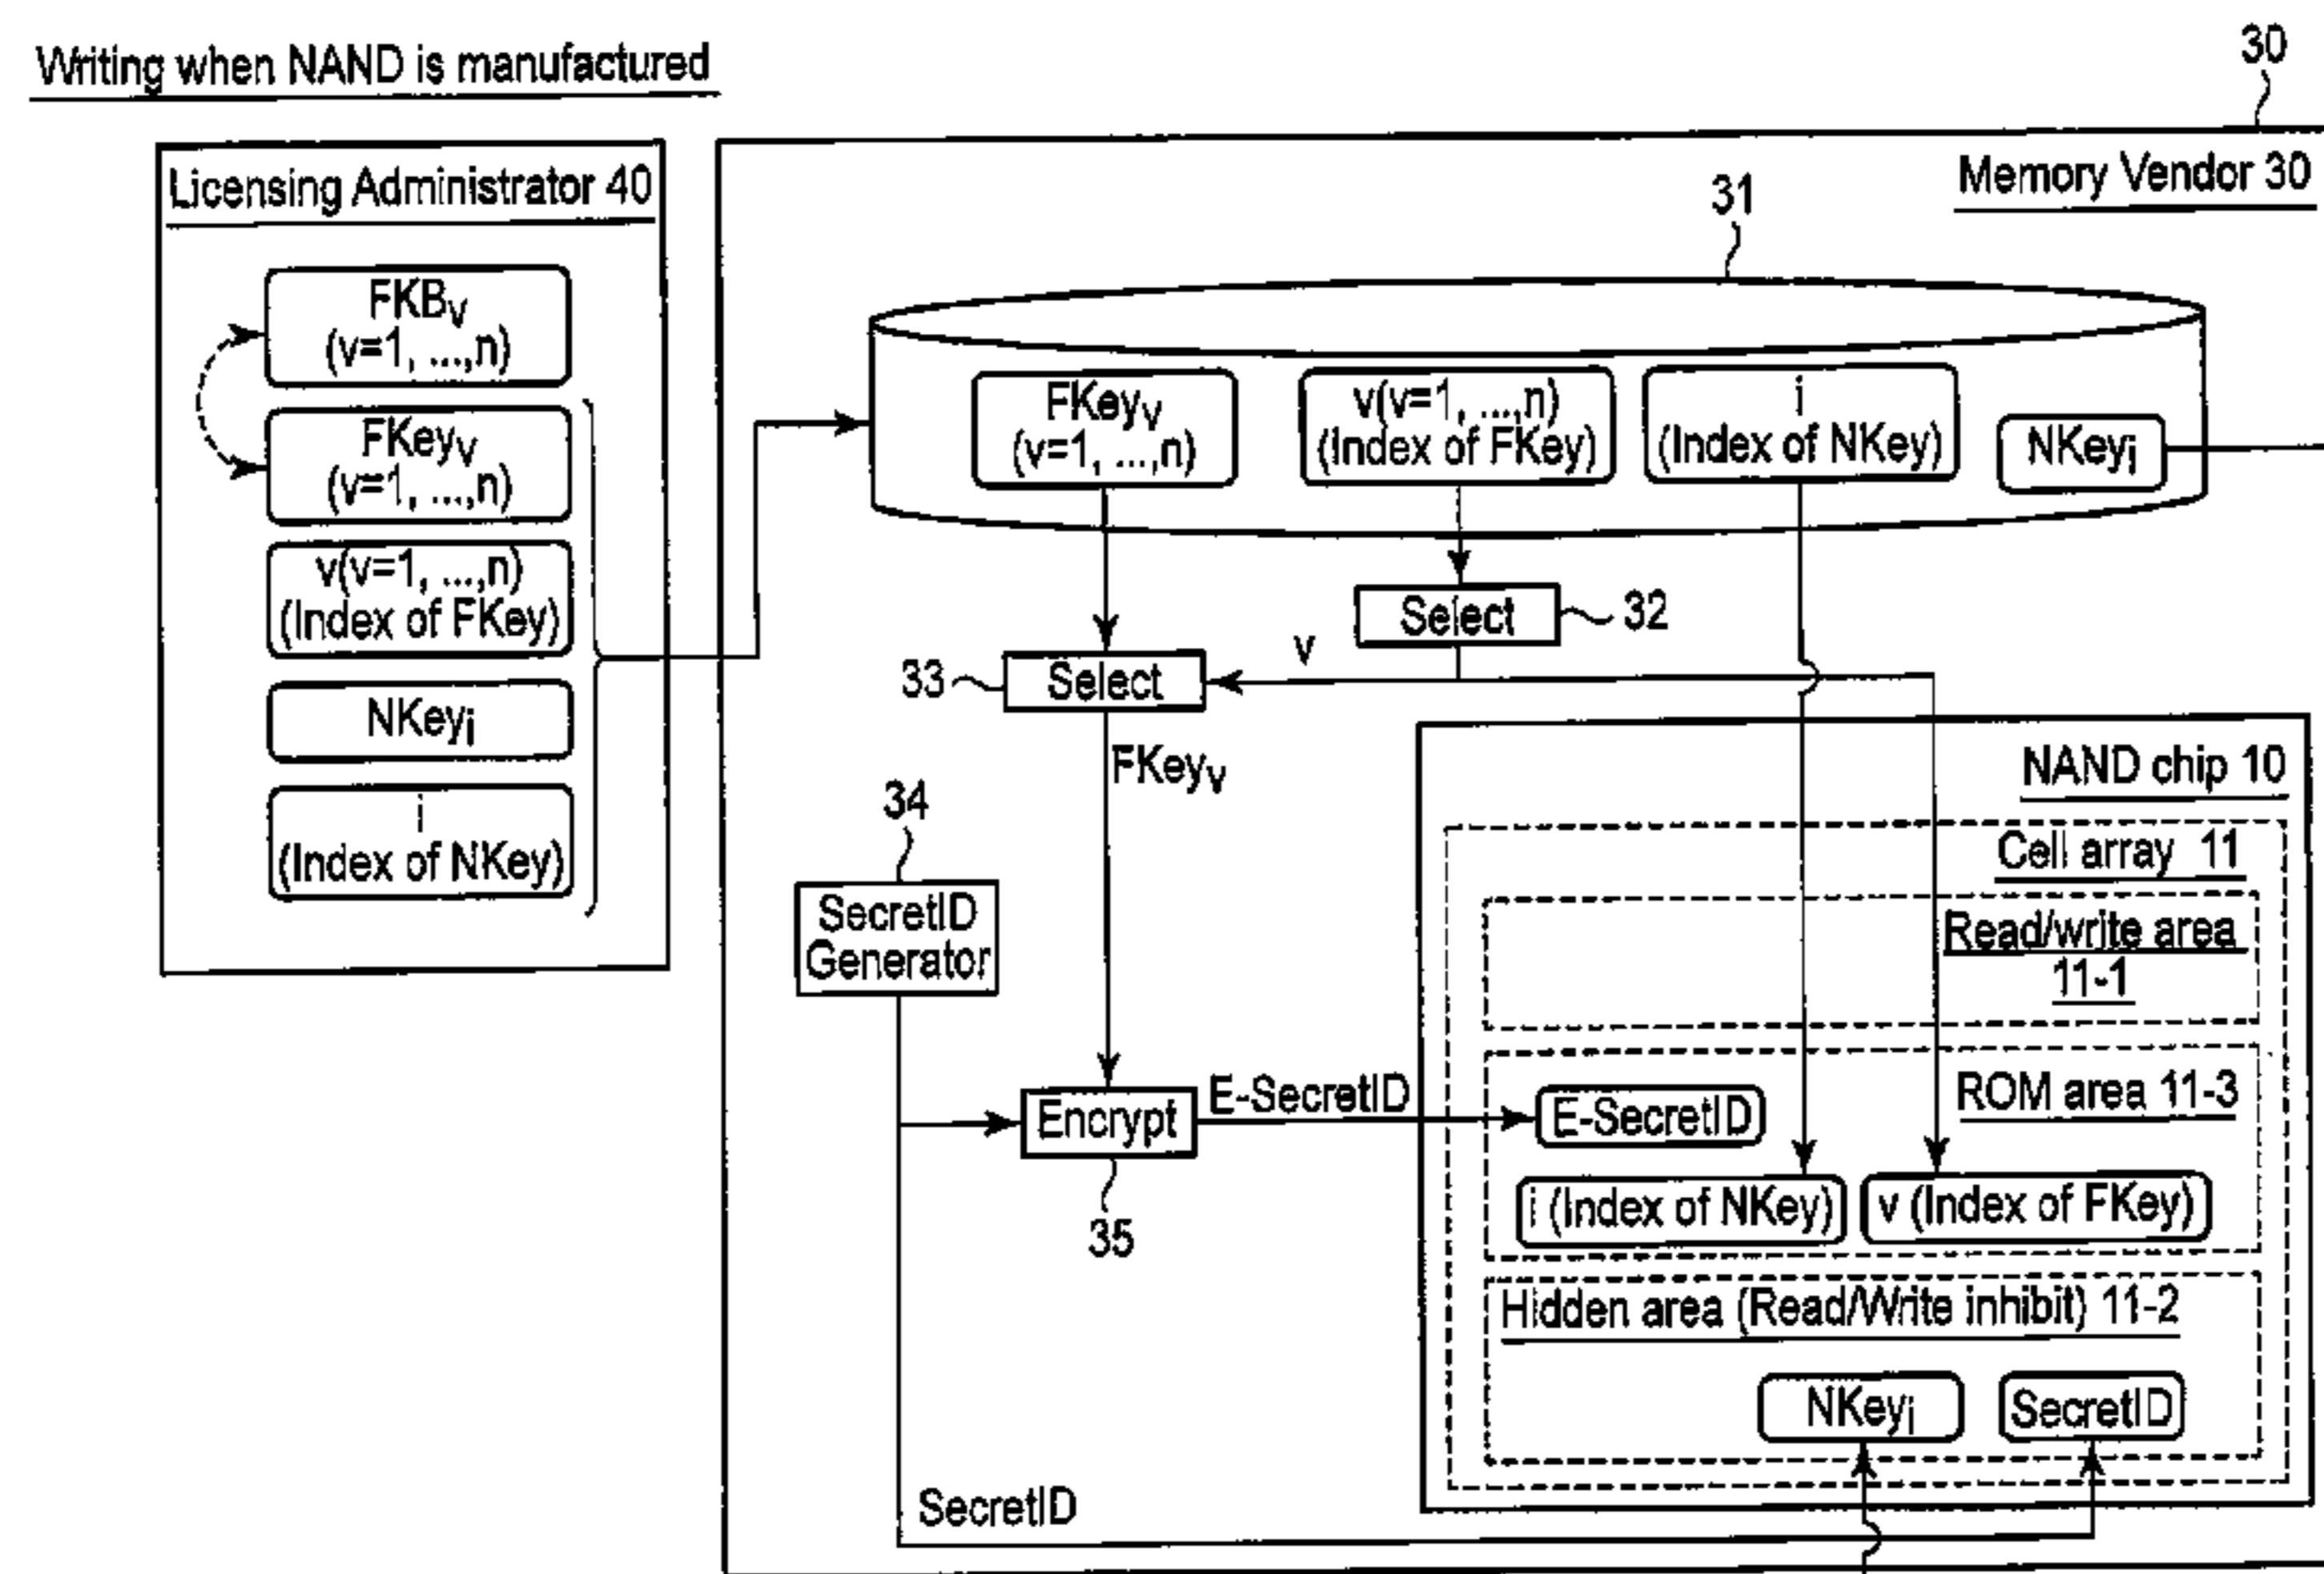 Writing when NAND is manufactured
30
Licensing Administrator 40
FKBv
(v=1, ...,n)
FKeyv
(v=1, ...,n)
v(v=1, ...,n)
(Index of FKey)
NKeyi
i
(Index of NKey)
Memory Vendor 30
31
FKeyv
(v=1, ...,n)
v(v=1, ...,n)
(Index of FKey)
i
(Index of NKey)
NKeyi
Select
32
v
33
Select
FKeyv
34
SecretID
Generator
Encrypt
35
E-SecretID
SecretID
NAND chip 10
Cell array 11
Read/write area
11-1
ROM area 11-3
E-SecretID
i (Index of NKey)
v (Index of FKey)
Hidden area (Read/Write inhibit) 11-2
NKeyi
SecretID